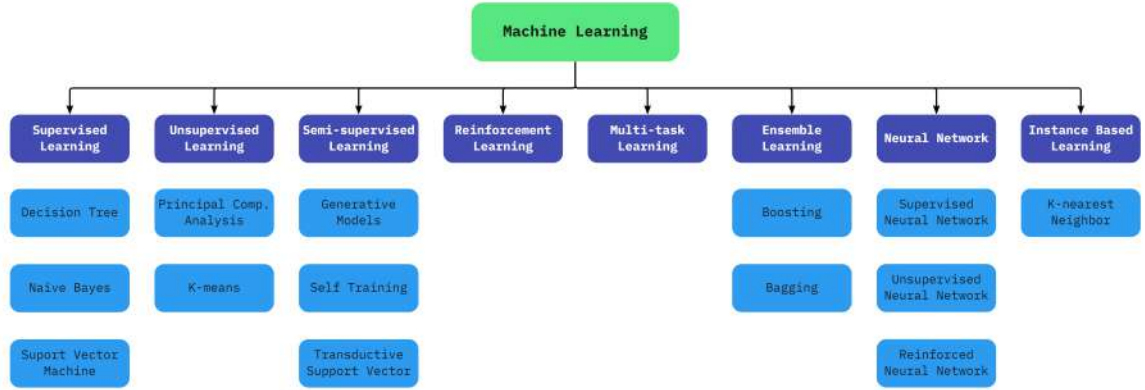 Machine Learning
Supervised
Learning
Unsupervised
Learning
Semi-supervised
Learning
Reinforcement
Learning
Multi-task
Learning
Ensemble
Learning
Neural Network
Instance Based
Learning
Decision Tree
Principal Comp.
Analysis
Generative
Models
Boosting
Supervised
Neural Network
K-nearest
Neighbor
Naive Bayes
K-means
Self Training
Bagging
Unsupervised
Neural Network
Suport Vector
Machine
Transductive
Support Vector
Reinforced
Neural Network